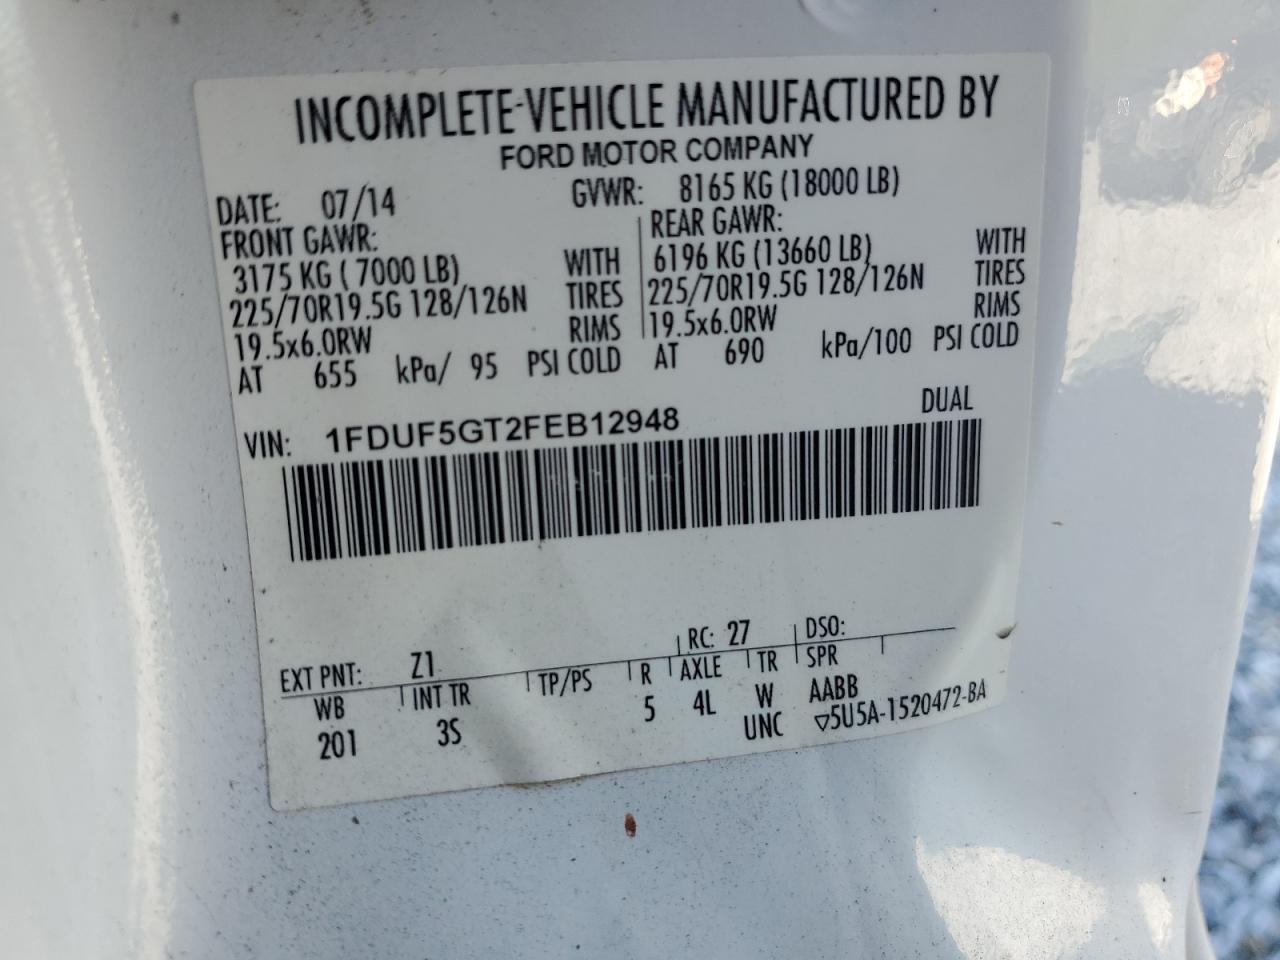 INCOMPLETE-VEHICLE MANUFACTURED BY
FORD MOTOR COMPANY
DATE: 07/14 GVWR: 8165 KG (18000 LB)
FRONT GAWR: REAR GAWR:
3175 KG ( 7000 LB) WITH 6196 KG (13660 LB) WITH
225/70R19.5G 128/126N TIRES 225/70R19.5G 128/126N TIRES
19.5x6.0RW RIMS 19.5x6.0RW RIMS
AT 655 kPa/ 95 PSI COLD AT 690 kPa/100 PSI COLD
DUAL
VIN: 1FDUF5GT2FEB12948
EXT PNT: Z1 RC: 27 DSO:
WB INT TR TP/PS R AXLE TR SPR
201 3S 5 4L W AABB
UNC ▽5U5A-1520472-BA